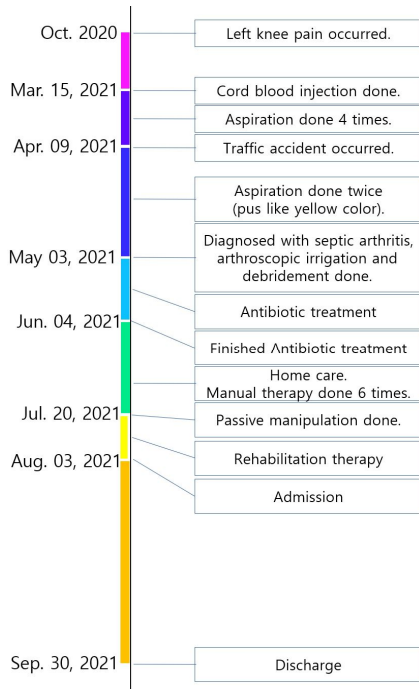 Oct. 2020
Left knee pain occurred.
Mar. 15, 2021
Cord blood injection done.
Aspiration done 4 times.
Apr. 09, 2021
Traffic accident occurred.
Aspiration done twice
(pus like yellow color).
May 03, 2021
Diagnosed with septic arthritis,
arthroscopic irrigation and
debridement done.
Antibiotic treatment
Jun. 04, 2021
Finished Antibiotic treatment
Home care.
Manual therapy done 6 times.
Jul. 20, 2021
Passive manipulation done.
Rehabilitation therapy
Aug. 03, 2021
Admission
Sep. 30, 2021
Discharge